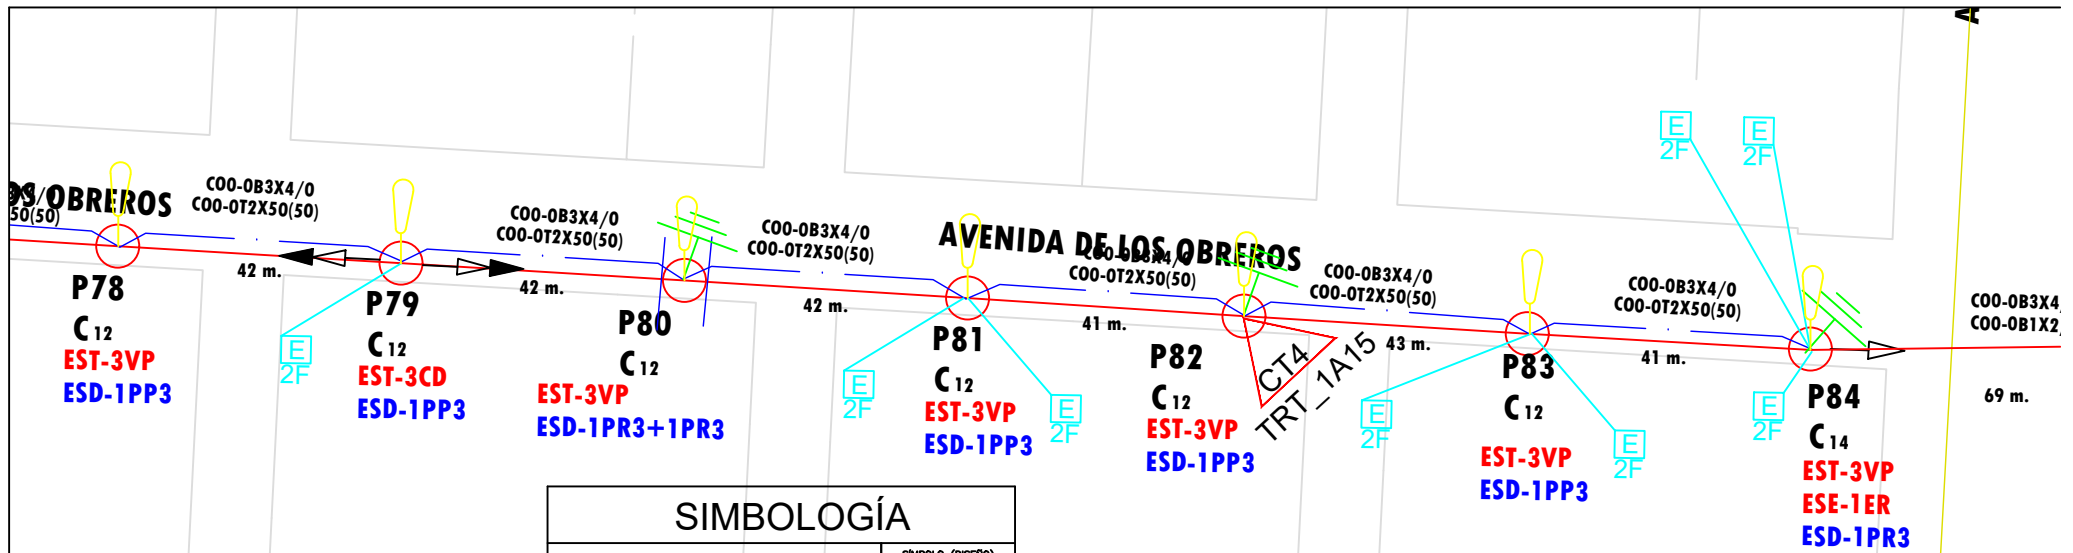 OS OBREROS
50(50)
C00-0B3X4/0
C00-0T2X50(50)
42 m.
P78
C 12
EST-3VP
ESD-1PP3
E
2F
P79
C 12
EST-3CD
ESD-1PP3
C00-0B3X4/0
C00-0T2X50(50)
42 m.
P80
C 12
EST-3VP
ESD-1PR3+1PR3
C00-0B3X4/0
C00-0T2X50(50)
42 m.
E
2F
P81
C 12
EST-3VP
ESD-1PP3
E
2F
AVENIDA DE LOS OBREROS
C00-0B3X4/0
C00-0T2X50(50)
41 m.
P82
C 12
EST-3VP
ESD-1PP3
CT4
TRT_1A15
C00-0B3X4/0
C00-0T2X50(50)
43 m.
E
2F
P83
C 12
EST-3VP
ESD-1PP3
E
2F
C00-0B3X4/0
C00-0T2X50(50)
41 m.
E
2F
E
2F
E
2F
P84
C 14
EST-3VP
ESE-1ER
ESD-1PR3
A
C00-0B3X4/
C00-0B1X2/
69 m.
SIMBOLOGÍA